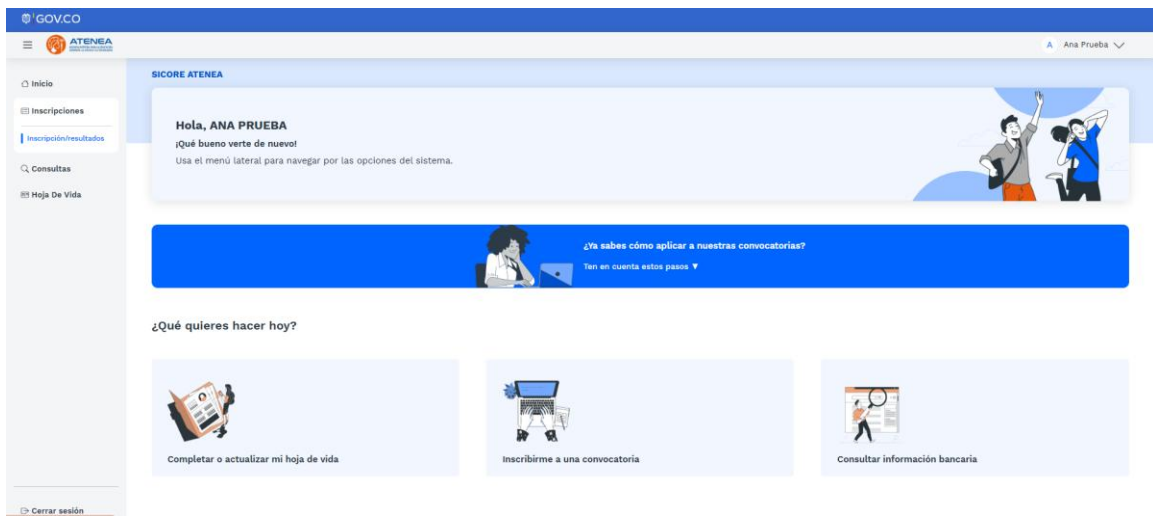 GOV.CO
ATENEA
A Ana Prueba
Inicio
Inscripciones
Inscripción/resultados
Consultas
Hoja De Vida
Cerrar sesión
SICORE ATENEA
Hola, ANA PRUEBA
¡Qué bueno verte de nuevo!
Usa el menú lateral para navegar por las opciones del sistema.
¿Ya sabes cómo aplicar a nuestras convocatorias?
Ten en cuenta estos pasos ▼
¿Qué quieres hacer hoy?
Completar o actualizar mi hoja de vida
Inscribirme a una convocatoria
Consultar información bancaria